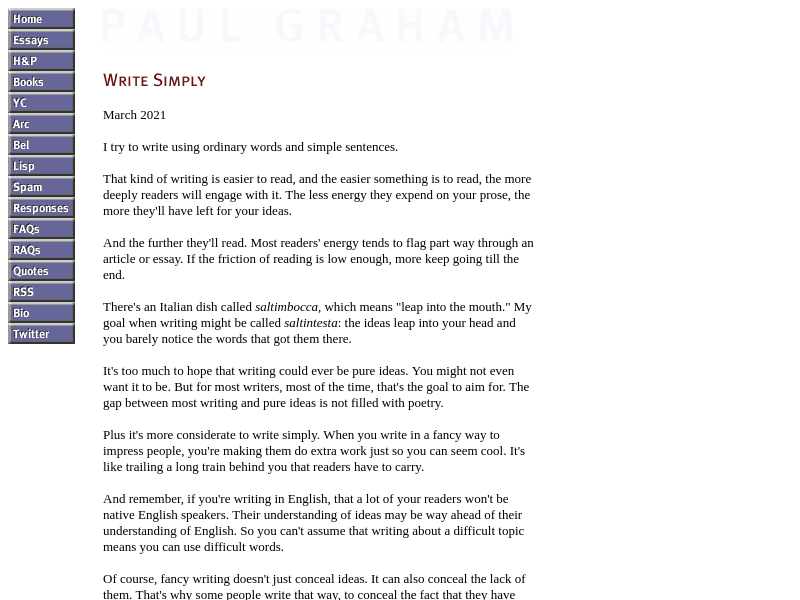 PAUL GRAHAM
Home
Essays
H&P
Books
YC
Arc
Bel
Lisp
Spam
Responses
FAQs
RAQs
Quotes
RSS
Bio
Twitter
Write Simply
March 2021
I try to write using ordinary words and simple sentences.
That kind of writing is easier to read, and the easier something is to read, the more
deeply readers will engage with it. The less energy they expend on your prose, the
more they'll have left for your ideas.
And the further they'll read. Most readers' energy tends to flag part way through an
article or essay. If the friction of reading is low enough, more keep going till the
end.
There's an Italian dish called saltimbocca, which means "leap into the mouth." My
goal when writing might be called saltintesta: the ideas leap into your head and
you barely notice the words that got them there.
It's too much to hope that writing could ever be pure ideas. You might not even
want it to be. But for most writers, most of the time, that's the goal to aim for. The
gap between most writing and pure ideas is not filled with poetry.
Plus it's more considerate to write simply. When you write in a fancy way to
impress people, you're making them do extra work just so you can seem cool. It's
like trailing a long train behind you that readers have to carry.
And remember, if you're writing in English, that a lot of your readers won't be
native English speakers. Their understanding of ideas may be way ahead of their
understanding of English. So you can't assume that writing about a difficult topic
means you can use difficult words.
Of course, fancy writing doesn't just conceal ideas. It can also conceal the lack of
them. That's why some people write that way, to conceal the fact that they have